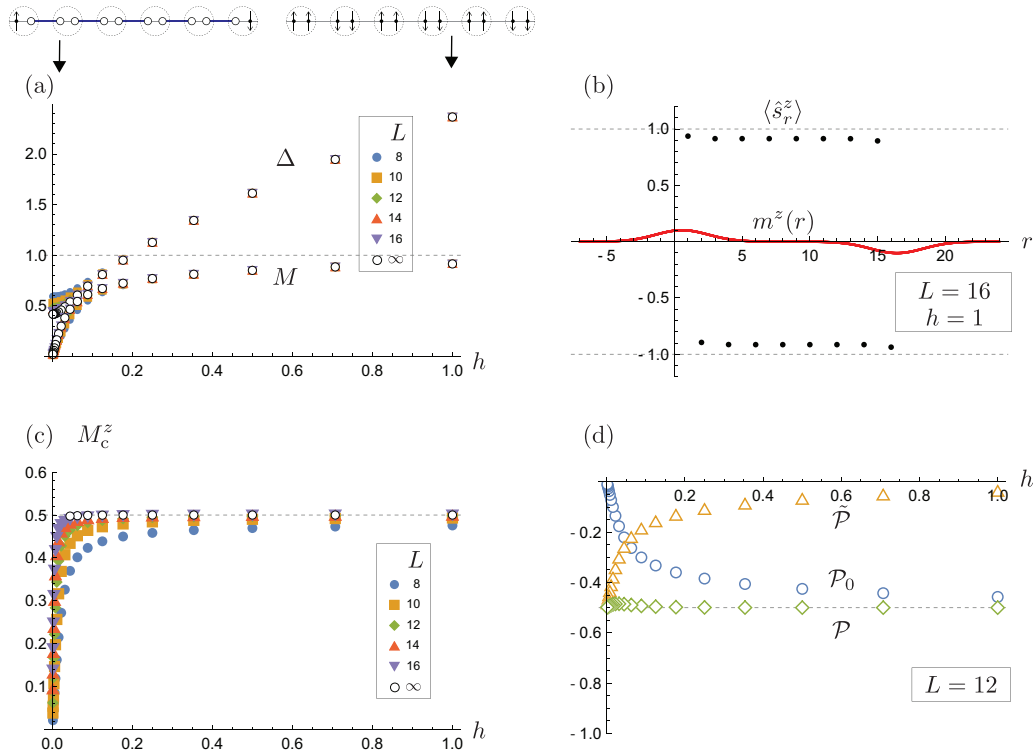 (a)
L
8
10
12
14
16
∞
Δ
M
2.0
1.5
1.0
0.5
0
0.2
0.4
0.6
0.8
1.0
h
(b)
⟨ŝ_r^z⟩
1.0
0.5
m^z(r)
r
- 5
5
10
15
20
- 0.5
- 1.0
L = 16
h = 1
(c)
M_c^z
0.6
0.5
0.4
0.3
0.2
0.1
0.0
0.2
0.4
0.6
0.8
1.0
h
L
8
10
12
14
16
∞
(d)
h
0.2
0.4
0.6
0.8
1.0
- 0.2
- 0.4
- 0.6
- 0.8
- 1.0
𝒫̃
𝒫_0
𝒫
L = 12